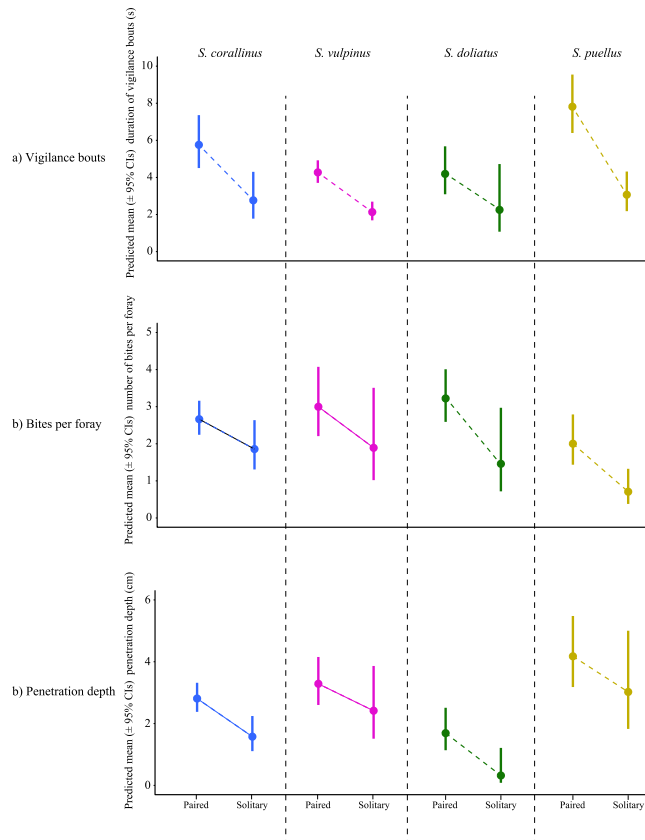 S. corallinus S. vulpinus S. doliatus S. puellus
a) Vigilance bouts
Predicted mean (± 95% CIs) duration of vigilance bouts (s)
10
8
6
4
2
0
b) Bites per foray
Predicted mean (± 95% CIs) number of bites per foray
5
4
3
2
1
0
b) Penetration depth
Predicted mean (± 95% CIs) penetration depth (cm)
6
4
2
0
Paired Solitary Paired Solitary Paired Solitary Paired Solitary